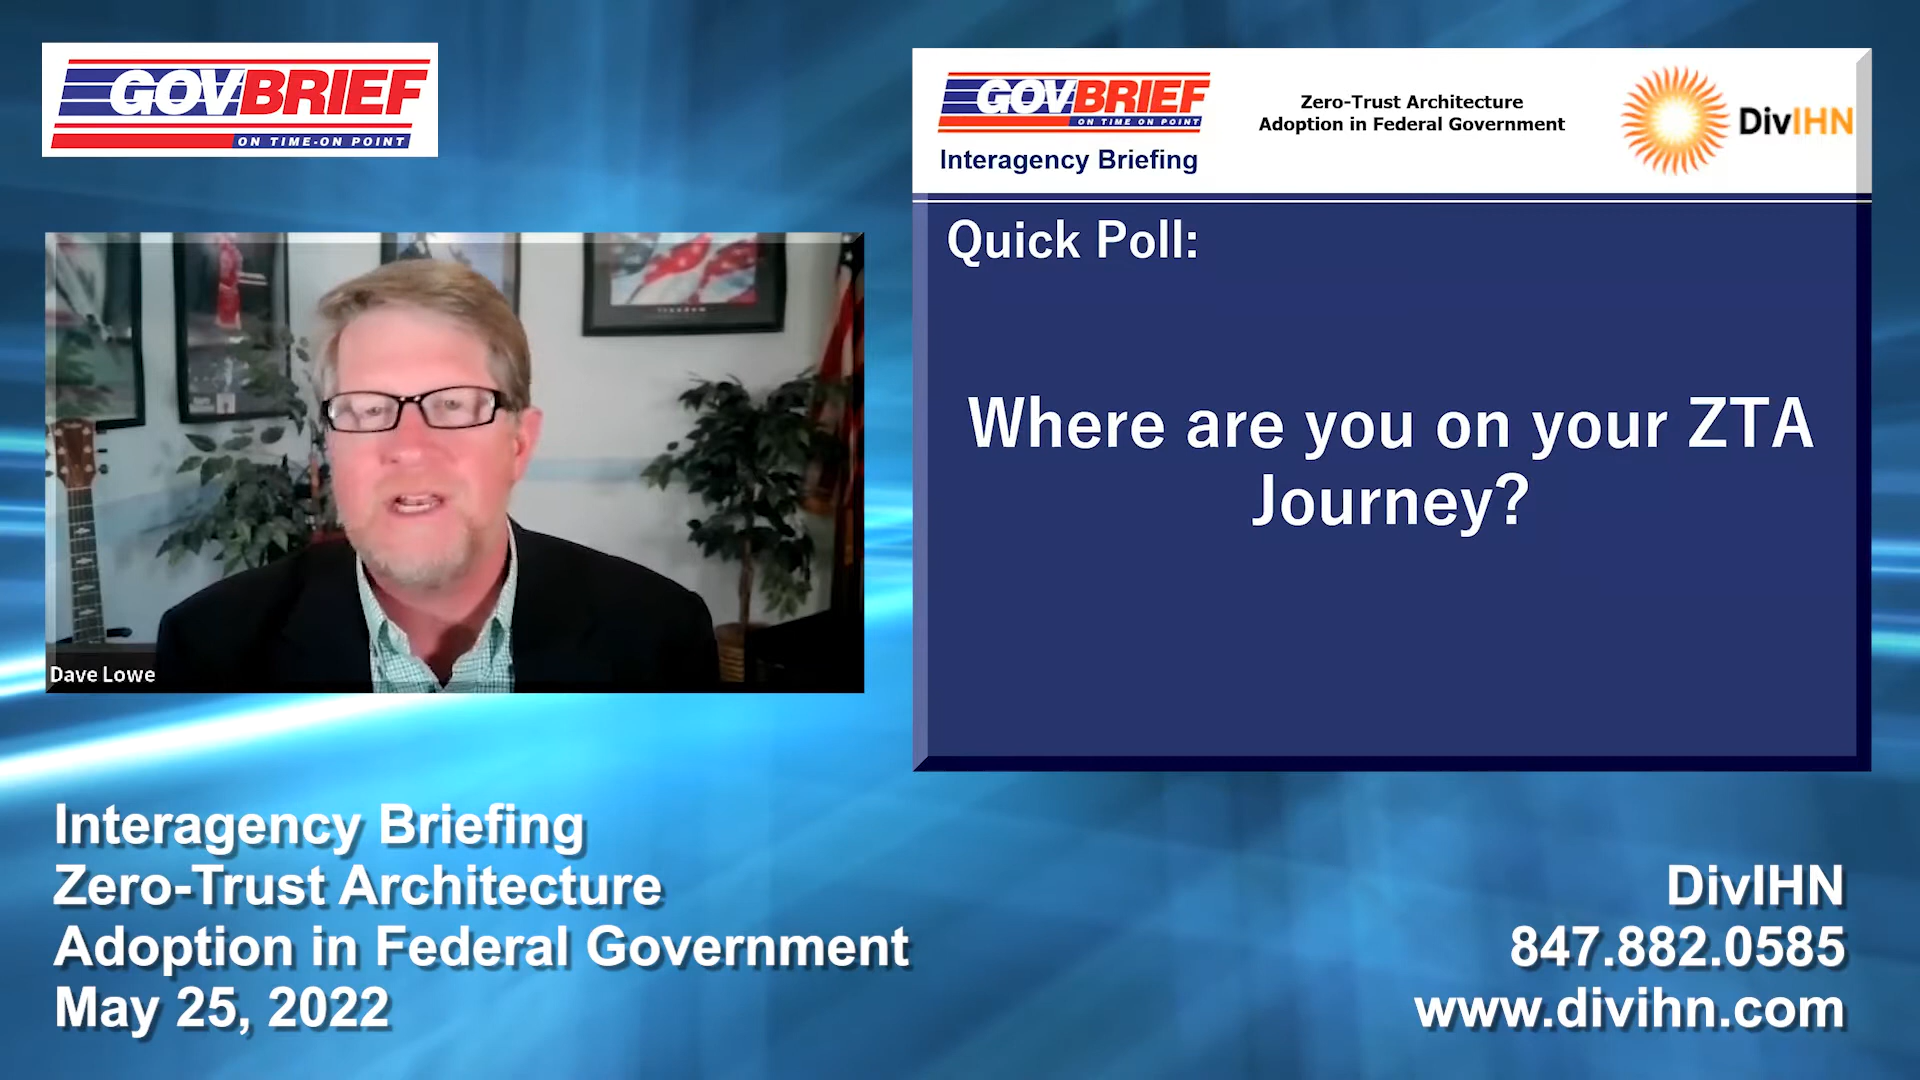 GOVBRIEF
ON TIME-ON POINT
GOVBRIEF
ON TIME ON POINT
Interagency Briefing
Zero-Trust Architecture
Adoption in Federal Government
DivIHN
Quick Poll:
Where are you on your ZTA
Journey?
Dave Lowe
Interagency Briefing
Zero-Trust Architecture
Adoption in Federal Government
May 25, 2022
DivIHN
847.882.0585
www.divihn.com